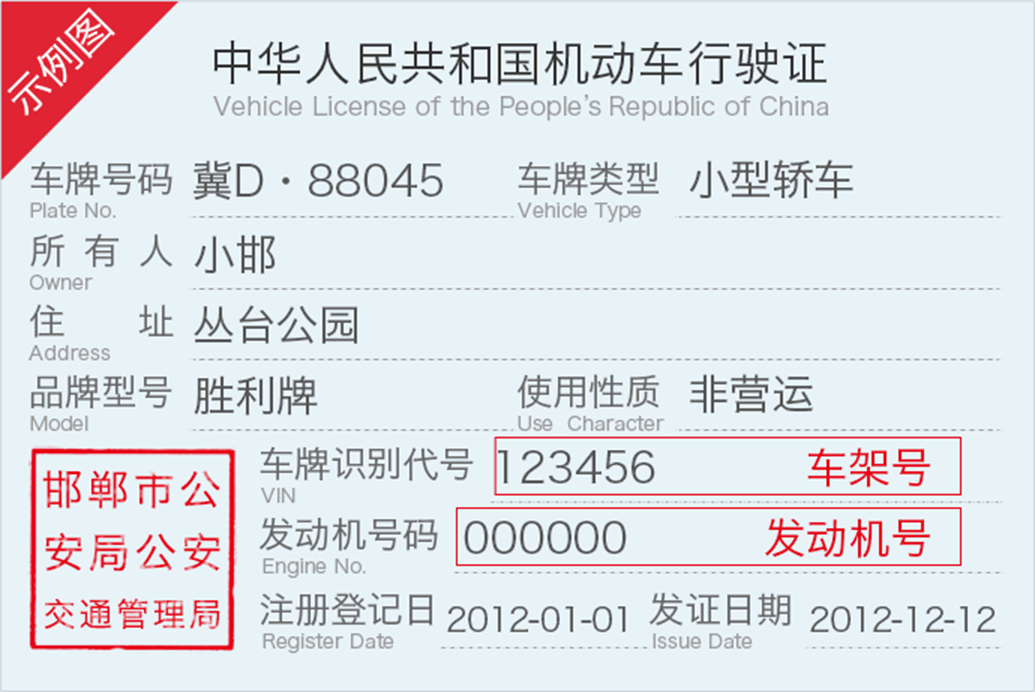 示例图
中华人民共和国机动车行驶证
Vehicle License of the People's Republic of China
车牌号码 冀D·88045 车牌类型 小型轿车
Plate No. Vehicle Type
所有人 小邯
Owner
住址 丛台公园
Address
品牌型号 胜利牌 使用性质 非营运
Model Use Character
车牌识别代号 123456 车架号
VIN
发动机号码 000000 发动机号
Engine No.
注册登记日 2012-01-01 发证日期 2012-12-12
Register Date Issue Date
邯郸市公
安局公安
交通管理局